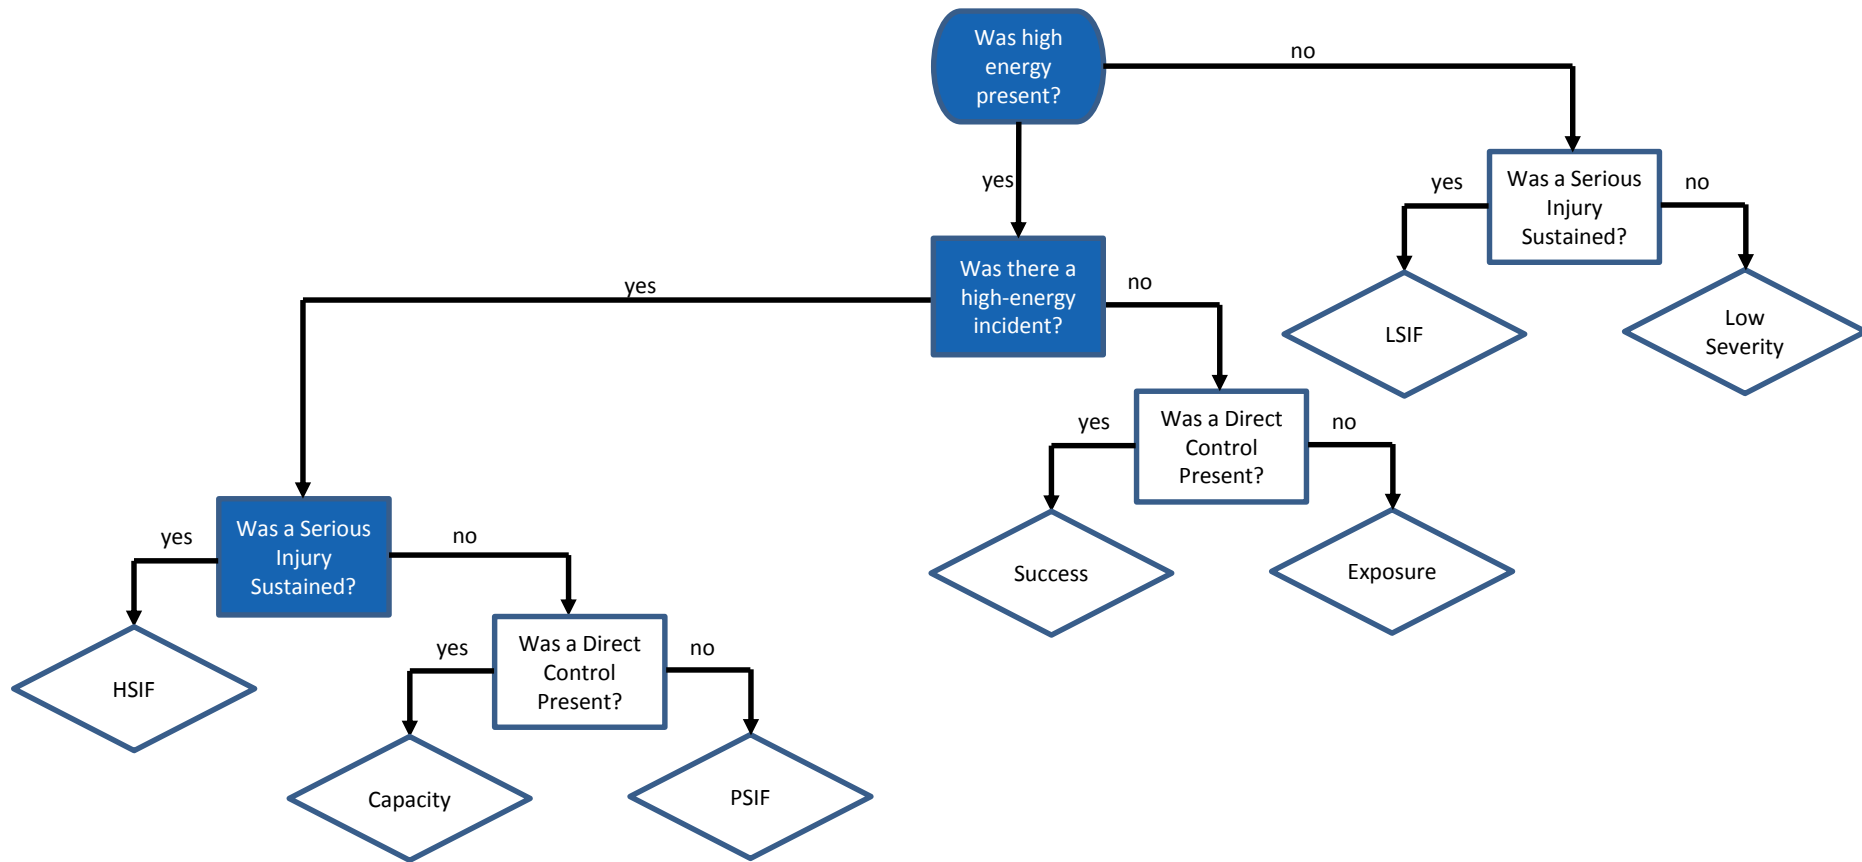 Was high
energy
present?
no
yes
Was a Serious
Injury
Sustained?
yes
no
LSIF
Low
Severity
Was there a
high-energy
incident?
yes
no
Was a Direct
Control
Present?
yes
no
Success
Exposure
Was a Serious
Injury
Sustained?
yes
no
HSIF
Was a Direct
Control
Present?
yes
no
Capacity
PSIF